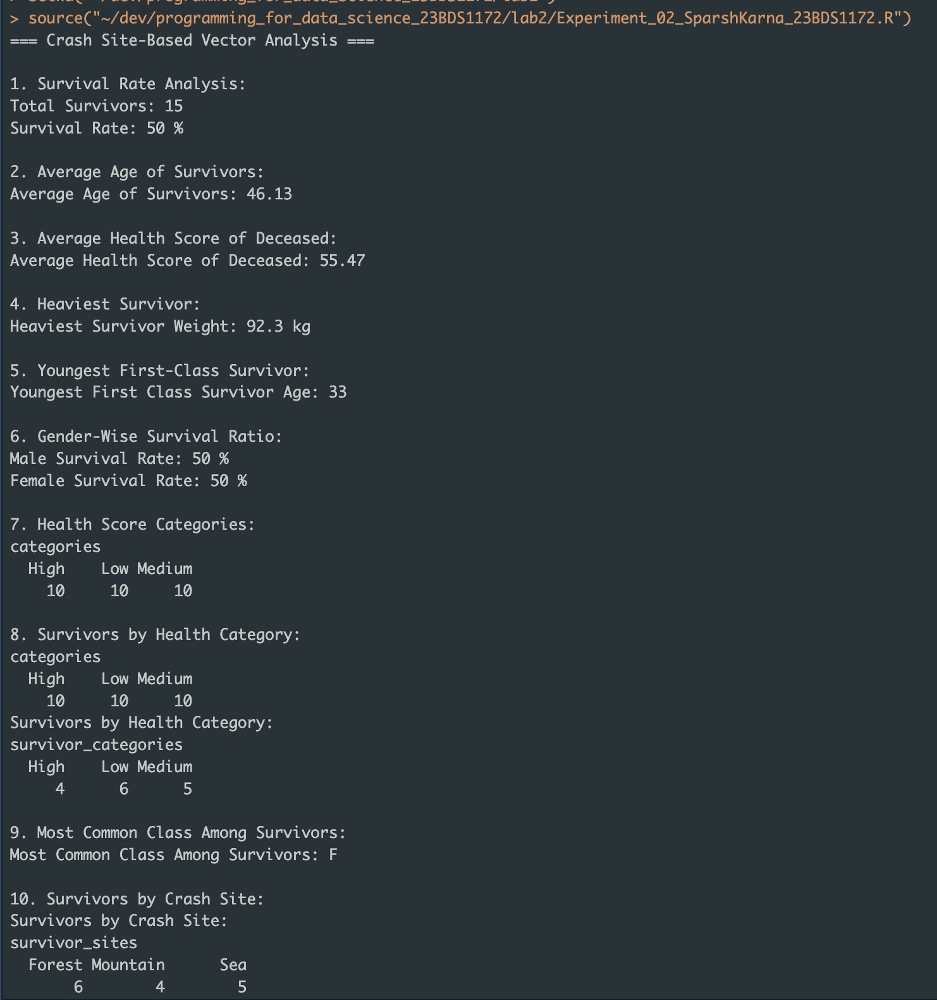 > source("~/dev/programming_for_data_science_23BDS1172/lab2/Experiment_02_SparshKarna_23BDS1172.R")
=== Crash Site-Based Vector Analysis ===

1. Survival Rate Analysis:
Total Survivors: 15
Survival Rate: 50 %

2. Average Age of Survivors:
Average Age of Survivors: 46.13

3. Average Health Score of Deceased:
Average Health Score of Deceased: 55.47

4. Heaviest Survivor:
Heaviest Survivor Weight: 92.3 kg

5. Youngest First-Class Survivor:
Youngest First Class Survivor Age: 33

6. Gender-Wise Survival Ratio:
Male Survival Rate: 50 %
Female Survival Rate: 50 %

7. Health Score Categories:
categories
  High    Low Medium
    10     10     10

8. Survivors by Health Category:
categories
  High    Low Medium
    10     10     10
Survivors by Health Category:
survivor_categories
  High    Low Medium
     4      6      5

9. Most Common Class Among Survivors:
Most Common Class Among Survivors: F

10. Survivors by Crash Site:
Survivors by Crash Site:
survivor_sites
  Forest Mountain      Sea
       6        4        5